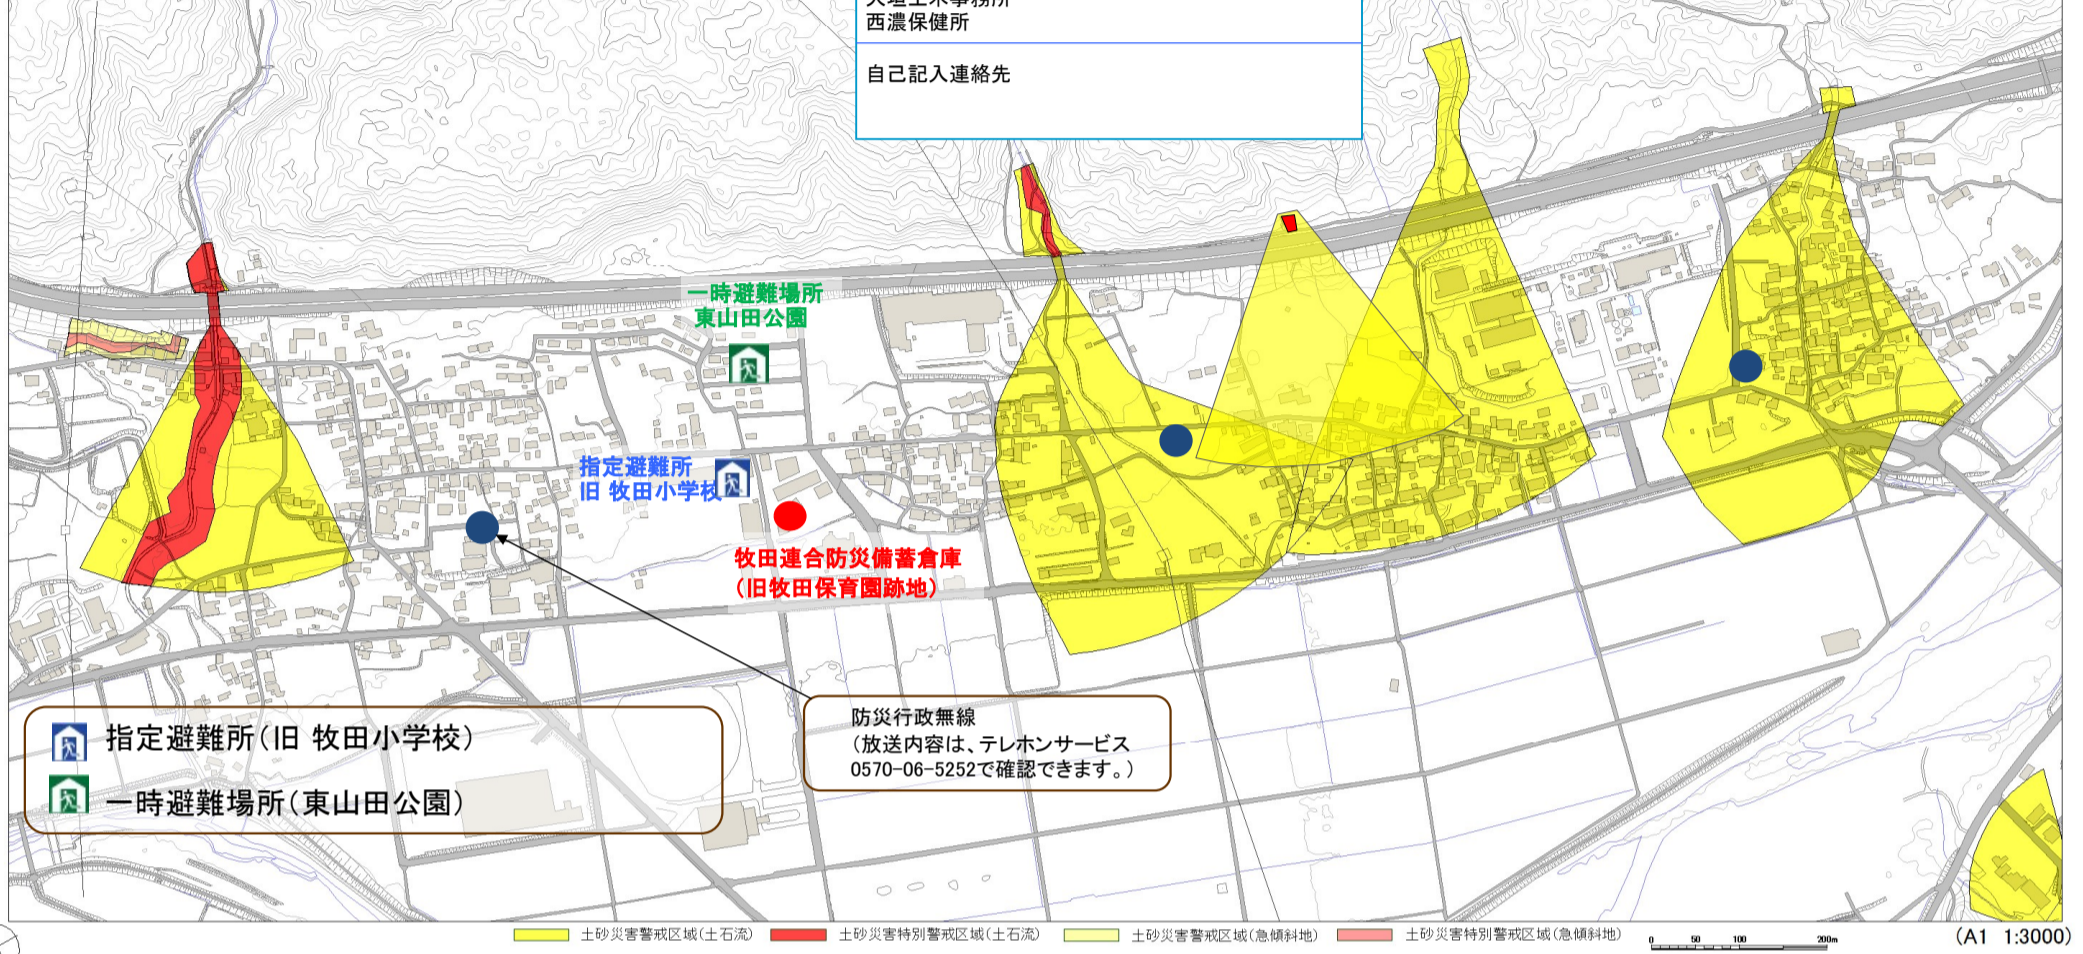 大垣土木事務所
西濃保健所
自己記入連絡先
一時避難場所
東山田公園
指定避難所
旧 牧田小学校
牧田連合防災備蓄倉庫
(旧牧田保育園跡地)
防災行政無線
(放送内容は、テレホンサービス
0570-06-5252で確認できます。)
指定避難所(旧 牧田小学校)
一時避難場所(東山田公園)
土砂災害警戒区域(土石流)
土砂災害特別警戒区域(土石流)
土砂災害警戒区域(急傾斜地)
土砂災害特別警戒区域(急傾斜地)
0 50 100 200m
(A1 1:3000)